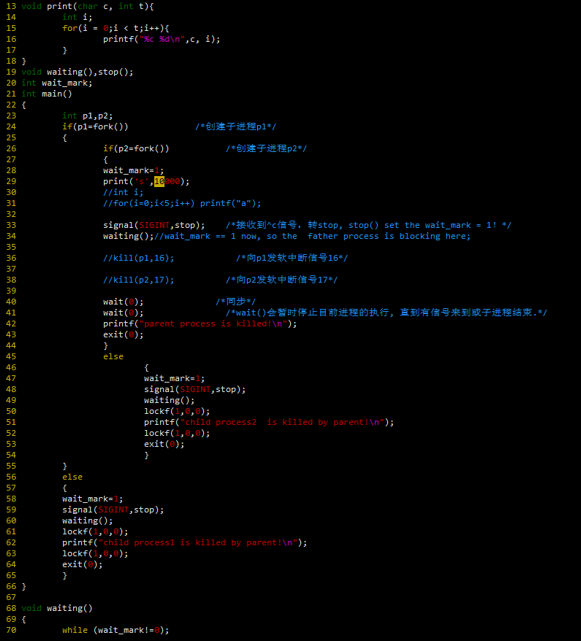 13 void print(char c, int t){
14 int i;
15 for(i = 0;i < t;i++){
16 printf("%c %d\n",c, i);
17 }
18 }
19 void waiting(),stop();
20 int wait_mark;
21 int main()
22 {
23 int p1,p2;
24 if(p1=fork()) /*创建子进程p1*/
25 {
26 if(p2=fork()) /*创建子进程p2*/
27 {
28 wait_mark=1;
29 print('s',10000);
30 //int i;
31 //for(i=0;i<5;i++) printf("a");
32
33 signal(SIGINT,stop); /*接收到^c信号，转stop, stop() set the wait_mark = 1! */
34 waiting();//wait_mark == 1 now, so the father process is blocking here;
35
36 //kill(p1,16); /*向p1发软中断信号16*/
37
38 //kill(p2,17); /*向p2发软中断信号17*/
39
40 wait(0); /*同步*/
41 wait(0); /*wait()会暂时停止目前进程的执行, 直到有信号来到或子进程结束.*/
42 printf("parent process is killed!\n");
43 exit(0);
44 }
45 else
46 {
47 wait_mark=1;
48 signal(SIGINT,stop);
49 waiting();
50 lockf(1,0,0);
51 printf("child process2 is killed by parent!\n");
52 lockf(1,0,0);
53 exit(0);
54 }
55 }
56 else
57 {
58 wait_mark=1;
59 signal(SIGINT,stop);
60 waiting();
61 lockf(1,0,0);
62 printf("child process1 is killed by parent!\n");
63 lockf(1,0,0);
64 exit(0);
65 }
66 }
67
68 void waiting()
69 {
70 while (wait_mark!=0);